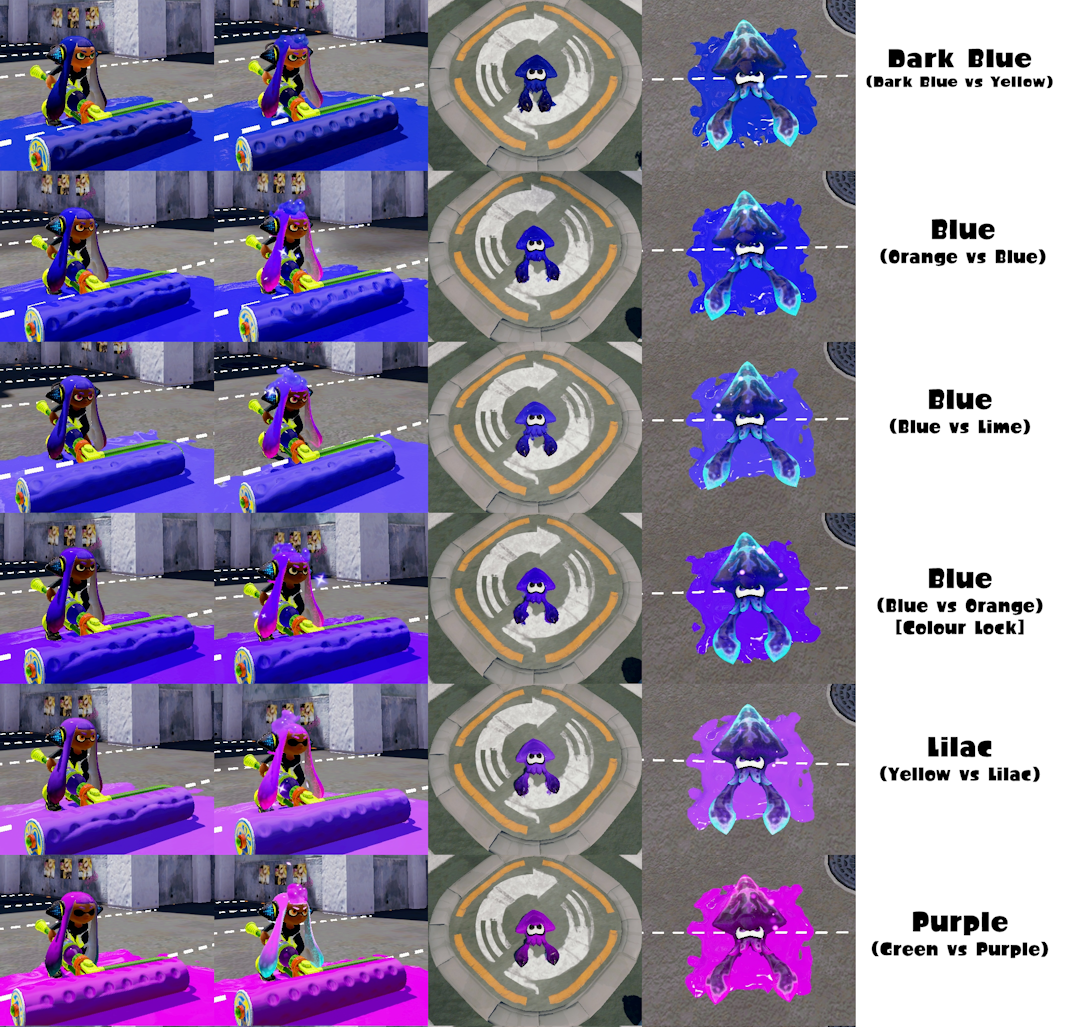 Dark Blue
(Dark Blue vs Yellow)
Blue
(Orange vs Blue)
Blue
(Blue vs Lime)
Blue
(Blue vs Orange)
[Colour Lock]
Lilac
(Yellow vs Lilac)
Purple
(Green vs Purple)